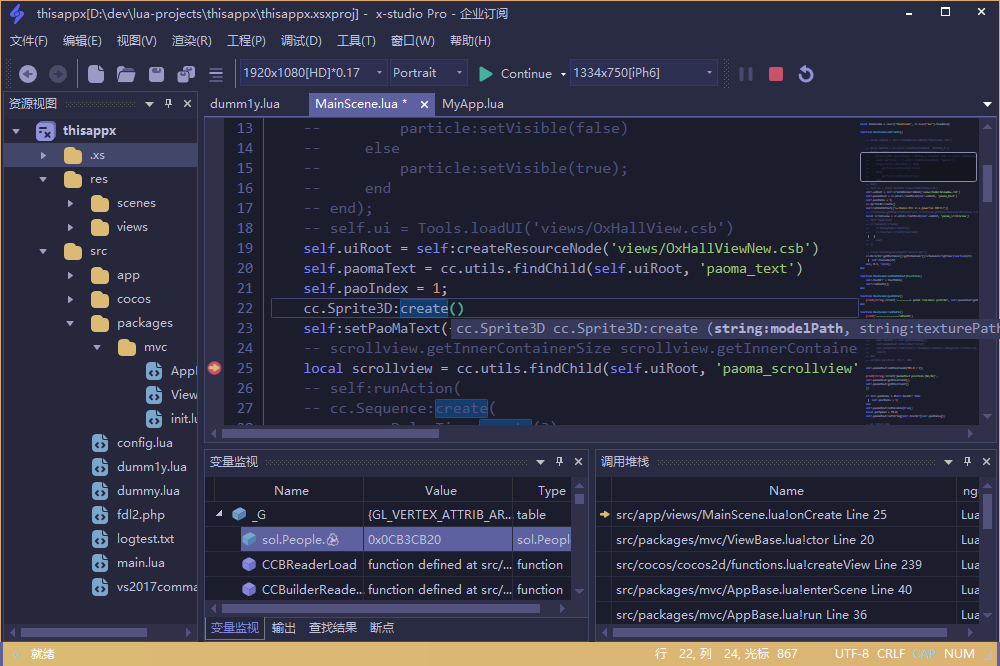 thisappx[D:\dev\lua-projects\thisappx\thisappx.xsxproj] - x-studio Pro - 企业订阅
文件(F) 编辑(E) 视图(V) 渲染(R) 工程(P) 调试(D) 工具(T) 窗口(W) 帮助(H)
1920x1080[HD]*0.17 Portrait Continue 1334x750[iPh6]
资源视图
dumm1y.lua MainScene.lua * MyApp.lua
thisappx
.xs
res
scenes
views
src
app
cocos
packages
mvc
App
View
init.lu
config.lua
dumm1y.lua
dummy.lua
fdl2.php
logtest.txt
main.lua
vs2017comma
13 -- particle:setVisible(false)
14 -- else
15 -- particle:setVisible(true);
16 -- end
17 -- end);
18 -- self.ui = Tools.loadUI('views/OxHallView.csb')
19 self.uiRoot = self:createResourceNode('views/OxHallViewNew.csb')
20 self.paomaText = cc.utils.findChild(self.uiRoot, 'paoma_text')
21 self.paoIndex = 1;
22 cc.Sprite3D:create()
23 self:setPaoMaText(
cc.Sprite3D cc.Sprite3D:create (string:modelPath, string:texturePath
24 -- scrollview.getInnerContainerSize scrollview.getInnerContaine
25 local scrollview = cc.utils.findChild(self.uiRoot, 'paoma_scrollview'
26 -- self:runAction(
27 -- cc.Sequence:create(
变量监视
Name Value Type
_G {GL_VERTEX_ATTRIB_AR... table
sol.People. 0x0CB3CB20 sol.Peopl
CCBReaderLoad function defined at src/... function
CCBuilderReade... function defined at src/... function
变量监视 输出 查找结果 断点
调用堆栈
Name ng
src/app/views/MainScene.lua!onCreate Line 25 Lua
src/packages/mvc/ViewBase.lua!ctor Line 20 Lua
src/cocos/cocos2d/functions.lua!createView Line 239 Lua
src/packages/mvc/AppBase.lua!enterScene Line 40 Lua
src/packages/mvc/AppBase.lua!run Line 36 Lua
就绪 行 22, 列 24, 光标 867 UTF-8 CRLF CAP NUM